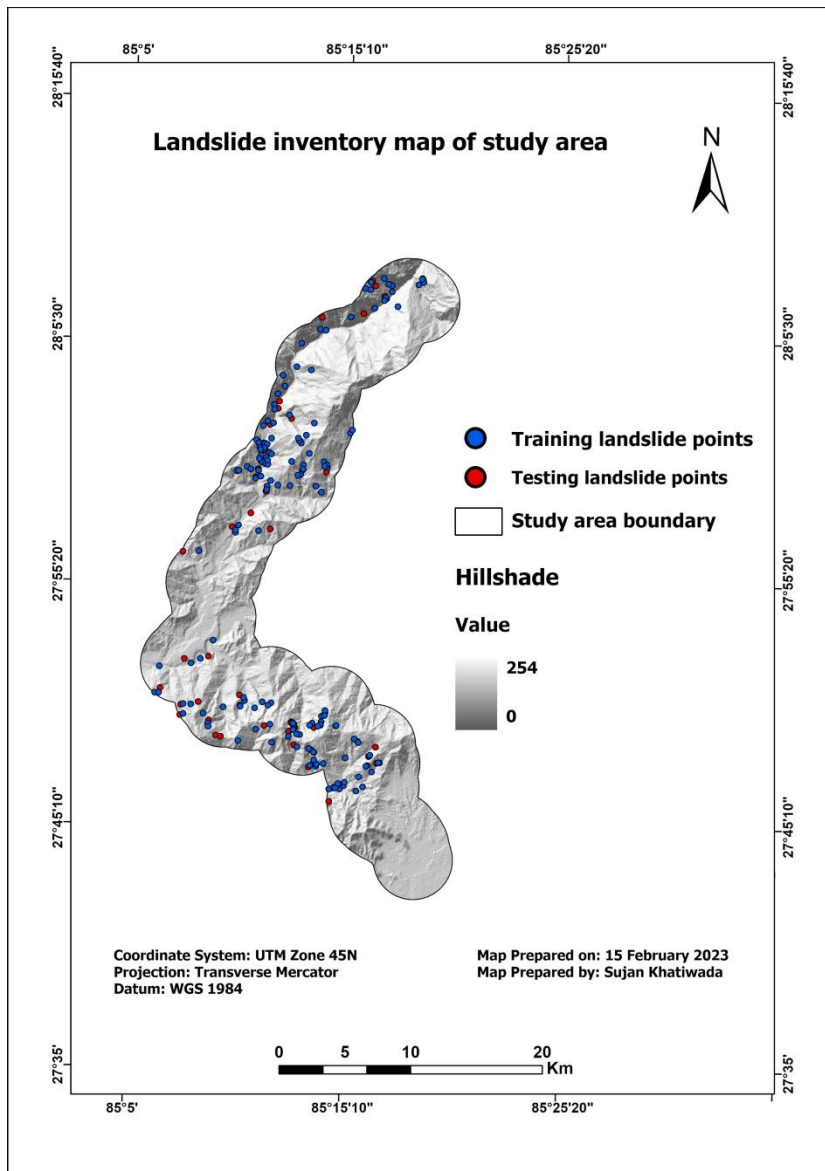 85°5' 85°15'10" 85°25'20"
28°15'40" 28°15'40"
Landslide inventory map of study area
N
28°5'30" 28°5'30"
Training landslide points
Testing landslide points
Study area boundary
27°55'20" 27°55'20"
Hillshade
Value
254
0
27°45'10" 27°45'10"
Coordinate System: UTM Zone 45N
Projection: Transverse Mercator
Datum: WGS 1984
Map Prepared on: 15 February 2023
Map Prepared by: Sujan Khatiwada
0 5 10 20
Km
27°35' 27°35'
85°5' 85°15'10" 85°25'20"